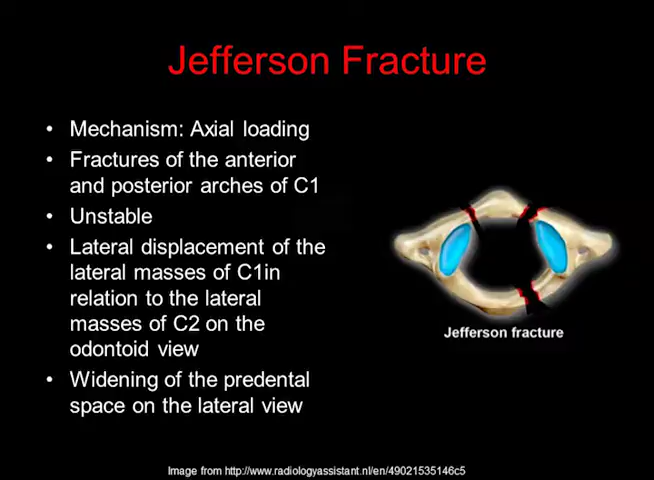 Jefferson Fracture
• Mechanism: Axial loading
• Fractures of the anterior
and posterior arches of C1
• Unstable
• Lateral displacement of the
lateral masses of C1in
relation to the lateral
masses of C2 on the
odontoid view
• Widening of the predental
space on the lateral view
Jefferson fracture
Image from http://www.radiologyassistant.nl/en/49021535146c5